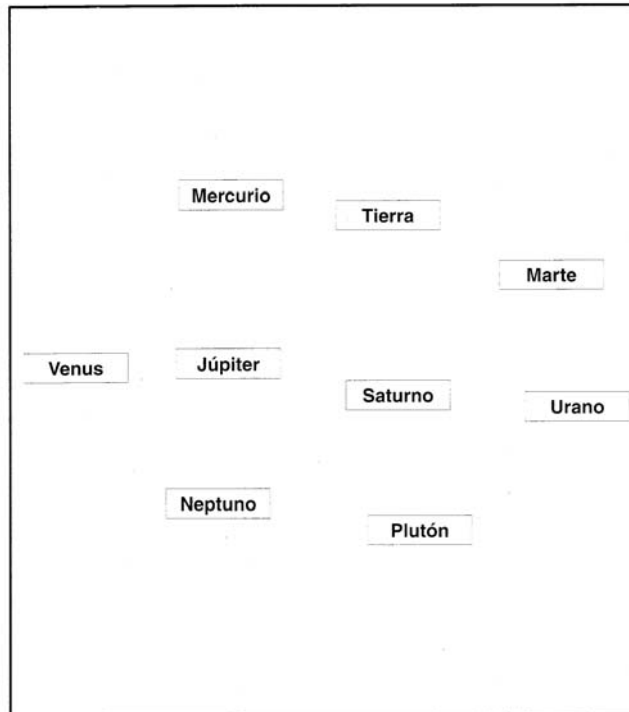 Mercurio
Tierra
Marte
Venus
Júpiter
Saturno
Urano
Neptuno
Plutón